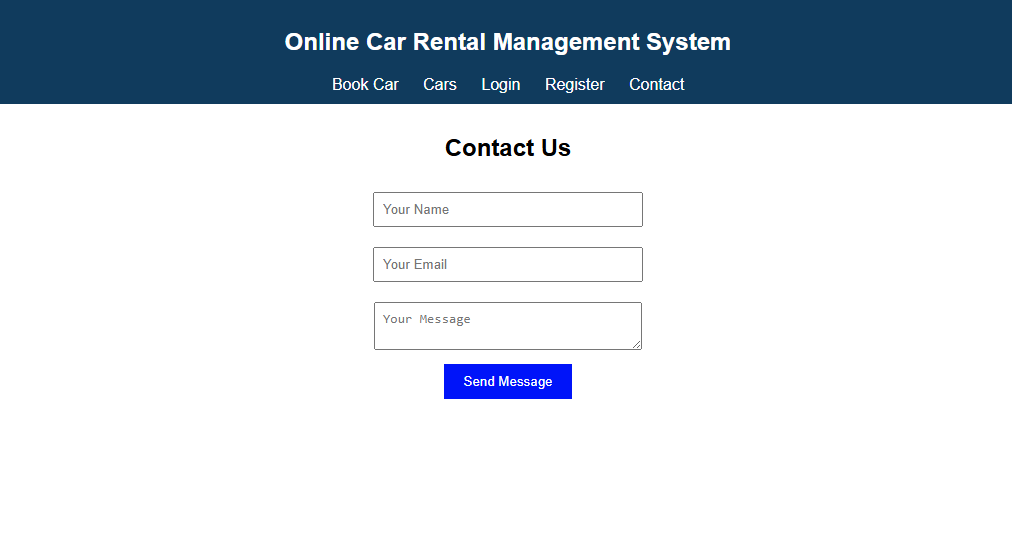 Online Car Rental Management System
Book Car Cars Login Register Contact
Contact Us
Your Name
Your Email
Your Message
Send Message